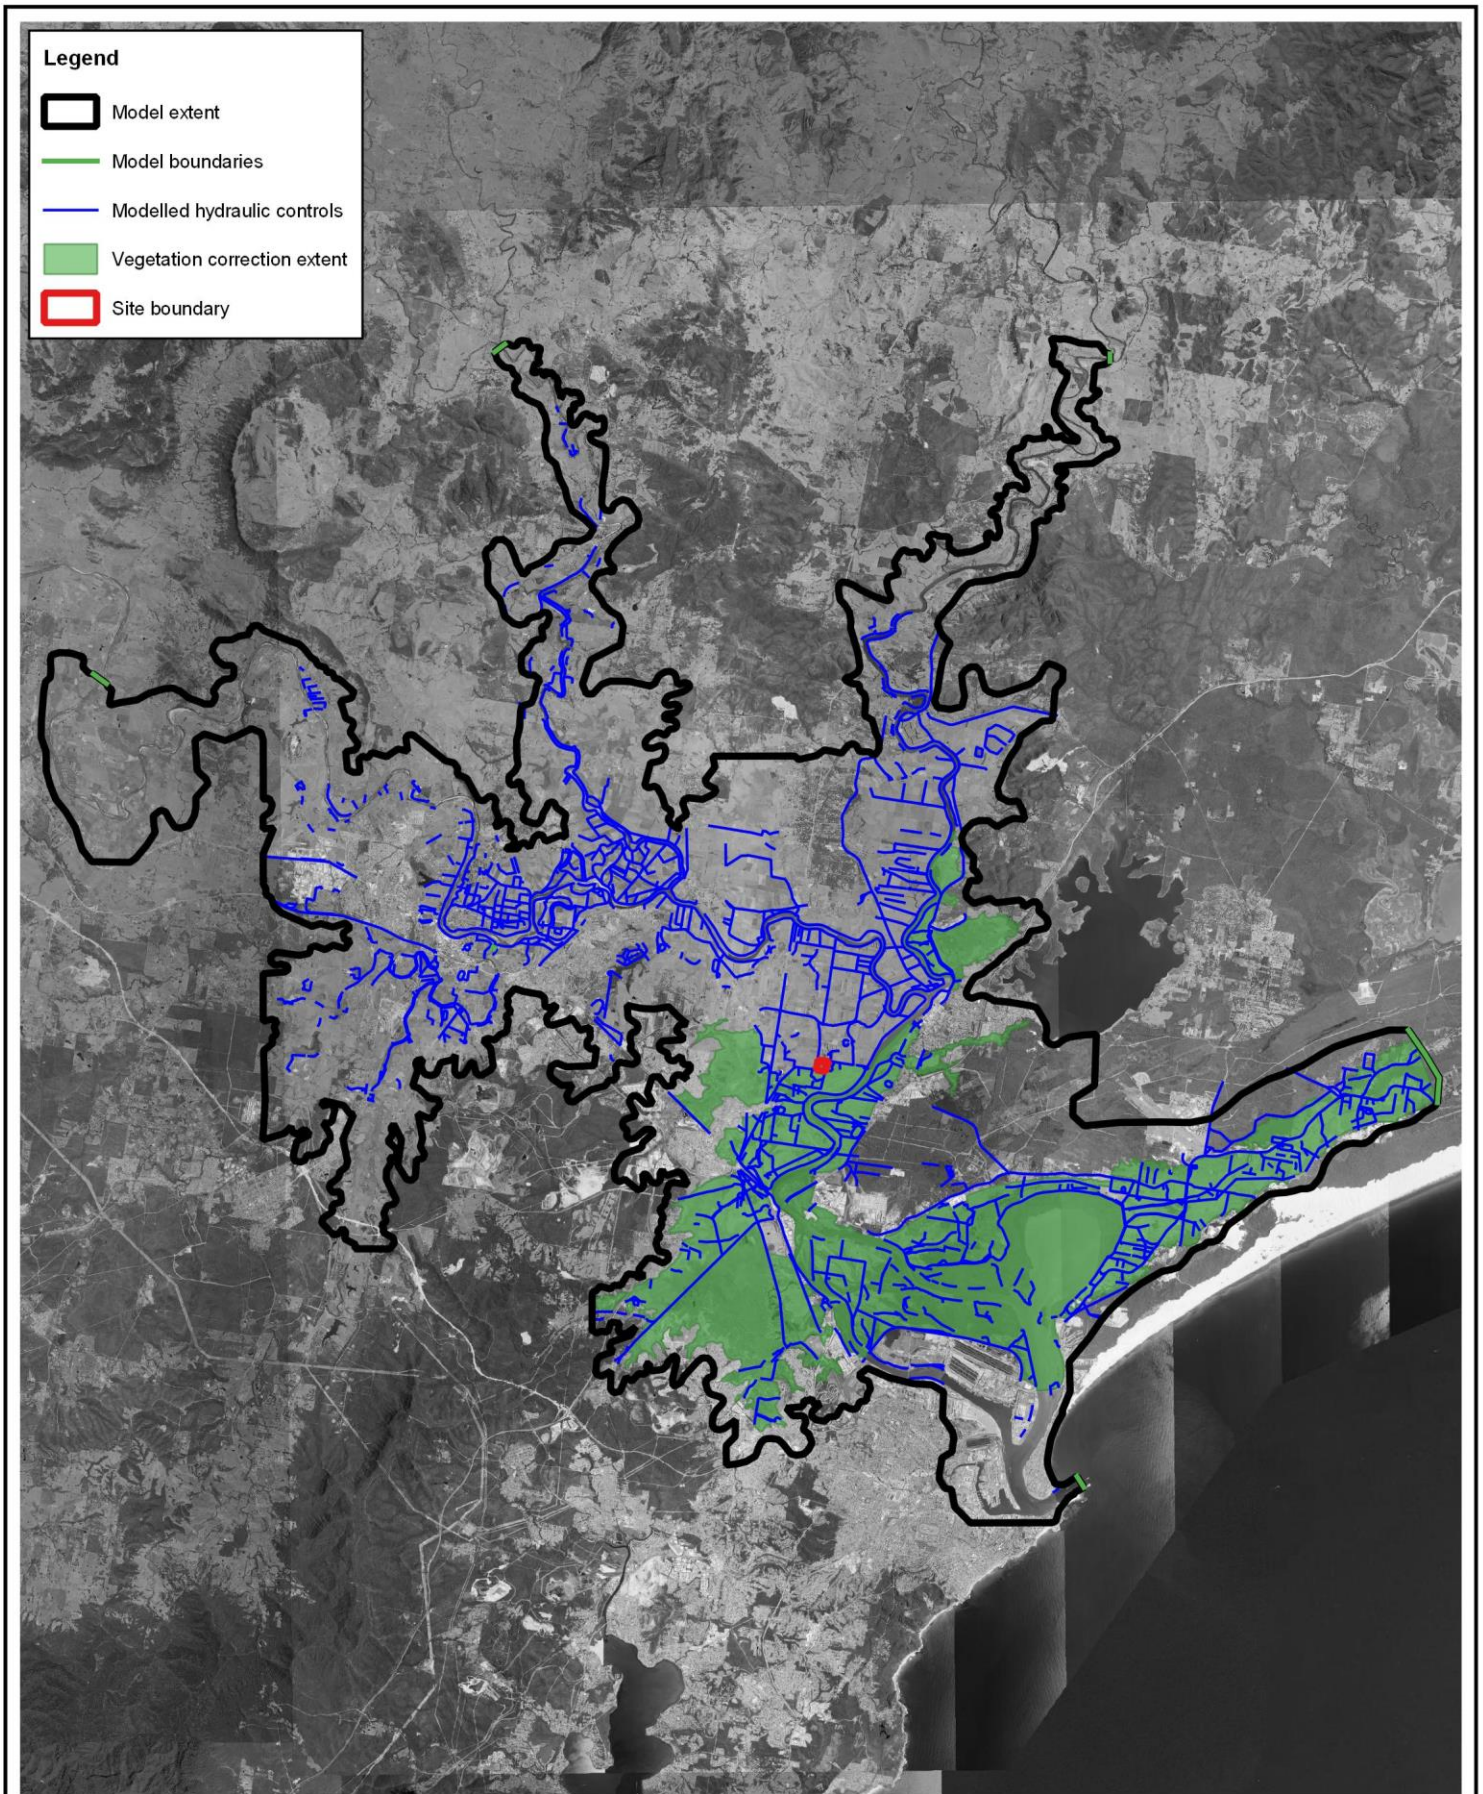 Legend
Model extent
Model boundaries
Modelled hydraulic controls
Vegetation correction extent
Site boundary